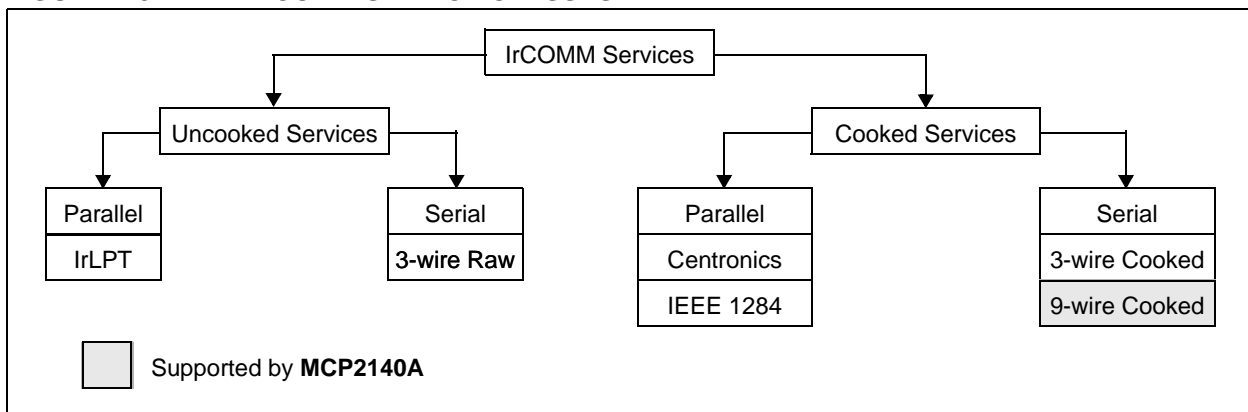 IrCOMM Services
Uncooked Services
Cooked Services
Parallel
Serial
Parallel
Serial
IrLPT
3-wire Raw
Centronics
3-wire Cooked
IEEE 1284
9-wire Cooked
Supported by MCP2140A